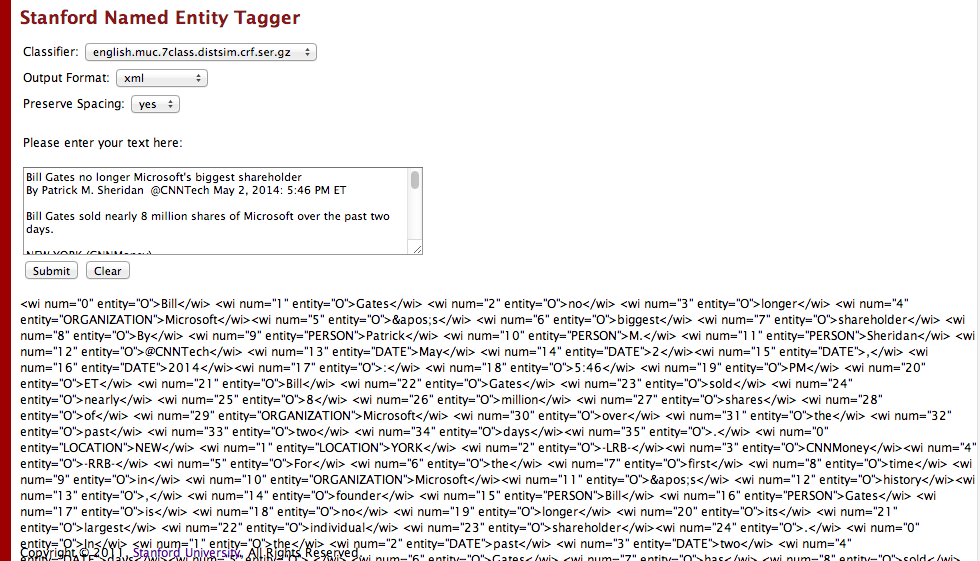 Stanford Named Entity Tagger
Classifier: english.muc.7class.distsim.crf.ser.gz
Output Format: xml
Preserve Spacing: yes
Please enter your text here:
Bill Gates no longer Microsoft's biggest shareholder
By Patrick M. Sheridan  @CNNTech May 2, 2014: 5:46 PM ET
Bill Gates sold nearly 8 million shares of Microsoft over the past two
days.
NEW YORK (CNNMoney)
Submit Clear
<wi num="0" entity="O">Bill</wi> <wi num="1" entity="O">Gates</wi> <wi num="2" entity="O">no</wi> <wi num="3" entity="O">longer</wi> <wi num="4"
entity="ORGANIZATION">Microsoft</wi><wi num="5" entity="O">&apos;s</wi> <wi num="6" entity="O">biggest</wi> <wi num="7" entity="O">shareholder</wi> <wi
num="8" entity="O">By</wi> <wi num="9" entity="PERSON">Patrick</wi> <wi num="10" entity="PERSON">M.</wi> <wi num="11" entity="PERSON">Sheridan</wi> <wi
num="12" entity="O">@CNNTech</wi> <wi num="13" entity="DATE">May</wi> <wi num="14" entity="DATE">2</wi><wi num="15" entity="DATE">,</wi> <wi
num="16" entity="DATE">2014</wi><wi num="17" entity="O">:</wi> <wi num="18" entity="O">5:46</wi> <wi num="19" entity="O">PM</wi> <wi num="20"
entity="O">ET</wi> <wi num="21" entity="O">Bill</wi> <wi num="22" entity="O">Gates</wi> <wi num="23" entity="O">sold</wi> <wi num="24"
entity="O">nearly</wi> <wi num="25" entity="O">8</wi> <wi num="26" entity="O">million</wi> <wi num="27" entity="O">shares</wi> <wi num="28"
entity="O">of</wi> <wi num="29" entity="ORGANIZATION">Microsoft</wi> <wi num="30" entity="O">over</wi> <wi num="31" entity="O">the</wi> <wi num="32"
entity="O">past</wi> <wi num="33" entity="O">two</wi> <wi num="34" entity="O">days</wi><wi num="35" entity="O">.</wi> <wi num="0"
entity="LOCATION">NEW</wi> <wi num="1" entity="LOCATION">YORK</wi> <wi num="2" entity="O">-LRB-</wi><wi num="3" entity="O">CNNMoney</wi><wi num="4"
entity="O">-RRB-</wi> <wi num="5" entity="O">For</wi> <wi num="6" entity="O">the</wi> <wi num="7" entity="O">first</wi> <wi num="8" entity="O">time</wi> <wi
num="9" entity="O">in</wi> <wi num="10" entity="ORGANIZATION">Microsoft</wi><wi num="11" entity="O">&apos;s</wi> <wi num="12" entity="O">history</wi><wi
num="13" entity="O">,</wi> <wi num="14" entity="O">founder</wi> <wi num="15" entity="PERSON">Bill</wi> <wi num="16" entity="PERSON">Gates</wi> <wi
num="17" entity="O">is</wi> <wi num="18" entity="O">no</wi> <wi num="19" entity="O">longer</wi> <wi num="20" entity="O">its</wi> <wi num="21"
entity="O">largest</wi> <wi num="22" entity="O">individual</wi> <wi num="23" entity="O">shareholder</wi><wi num="24" entity="O">.</wi> <wi num="0"
entity="O">In</wi> <wi num="1" entity="O">the</wi> <wi num="2" entity="DATE">past</wi> <wi num="3" entity="DATE">two</wi> <wi num="4"
entity="DATE">days</wi><wi num="5" entity="O">,</wi> <wi num="6" entity="O">Gates</wi> <wi num="7" entity="O">has</wi> <wi num="8" entity="O">sold</wi>
Copyright © 2011, Stanford University, All Rights Reserved.